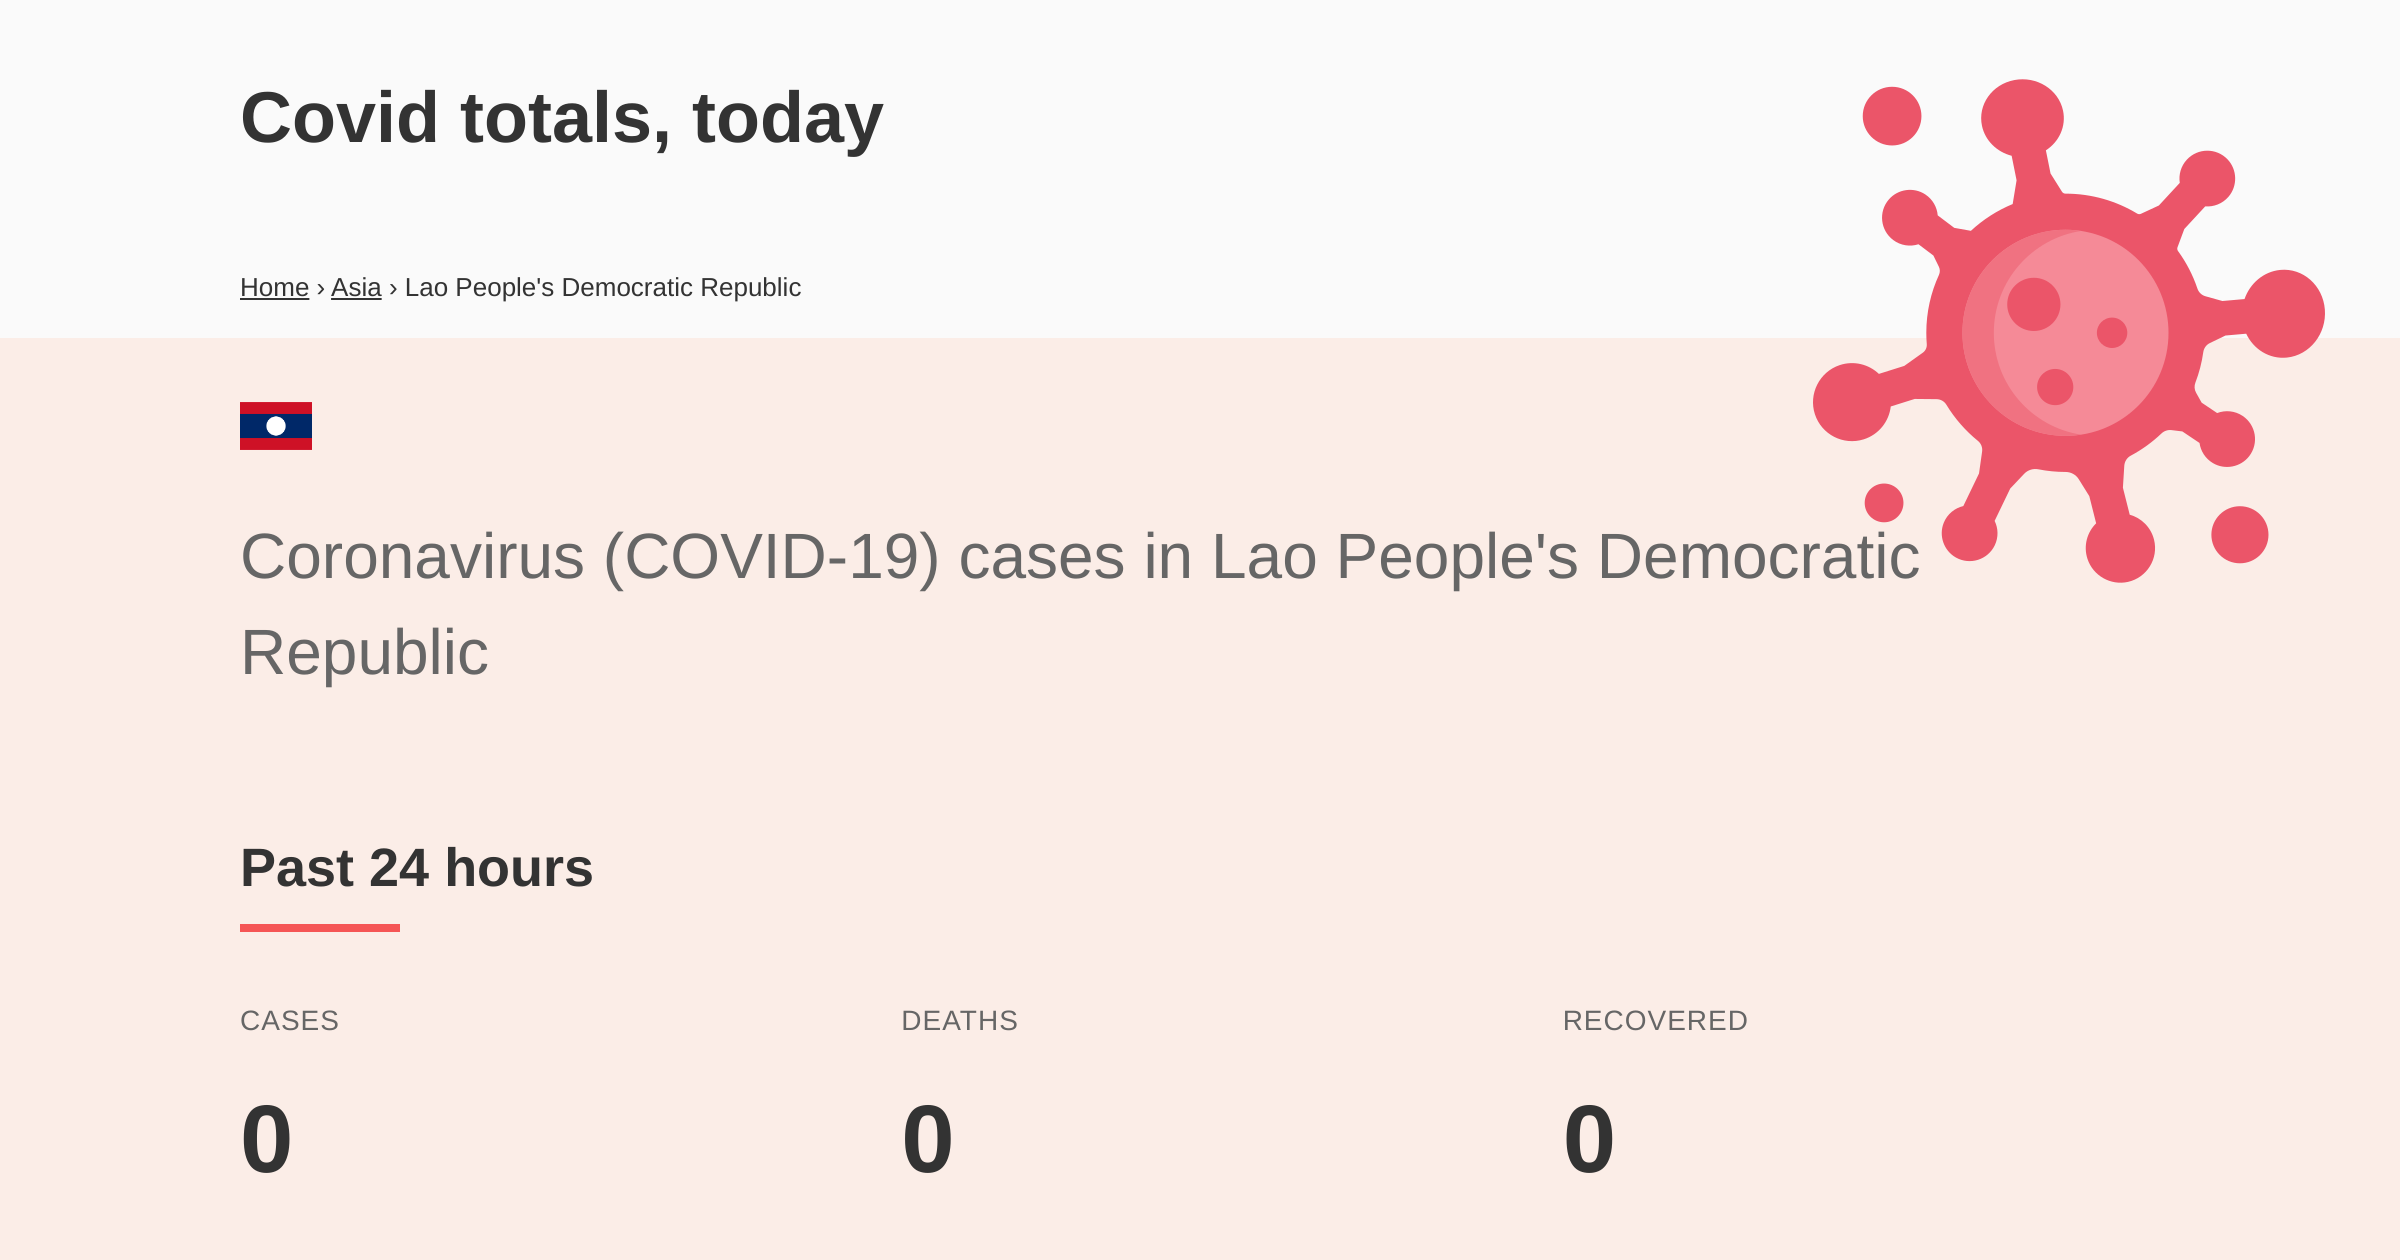 Covid totals, today
Home › Asia › Lao People's Democratic Republic
Coronavirus (COVID-19) cases in Lao People's Democratic
Republic
Past 24 hours
CASES DEATHS RECOVERED
0 0 0